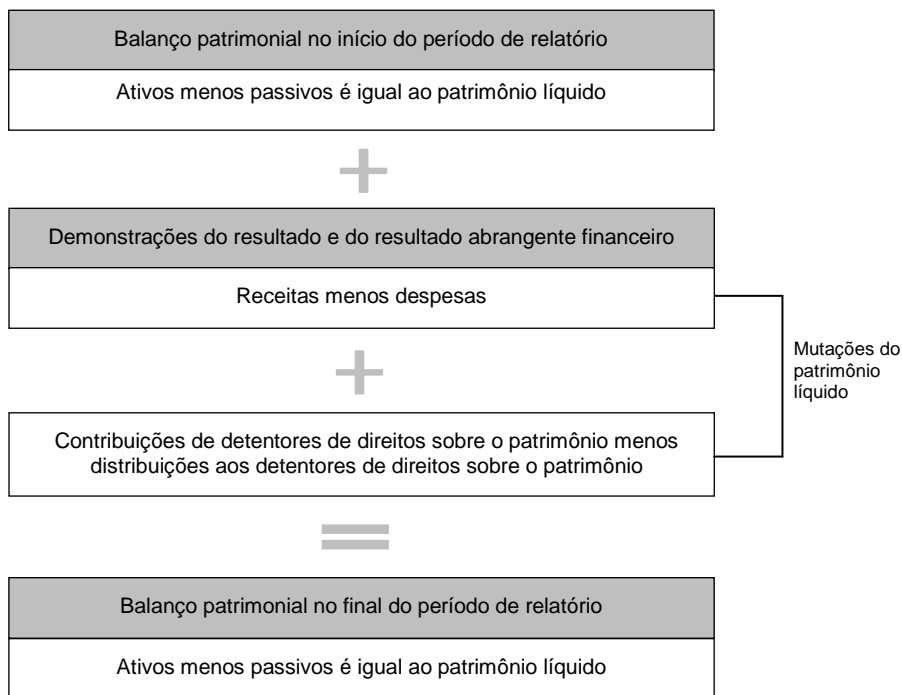 Balanço patrimonial no início do período de relatório
Ativos menos passivos é igual ao patrimônio líquido
+
Demonstrações do resultado e do resultado abrangente financeiro
Receitas menos despesas
+
Mutações do
patrimônio
líquido
Contribuições de detentores de direitos sobre o patrimônio menos
distribuições aos detentores de direitos sobre o patrimônio
=
Balanço patrimonial no final do período de relatório
Ativos menos passivos é igual ao patrimônio líquido